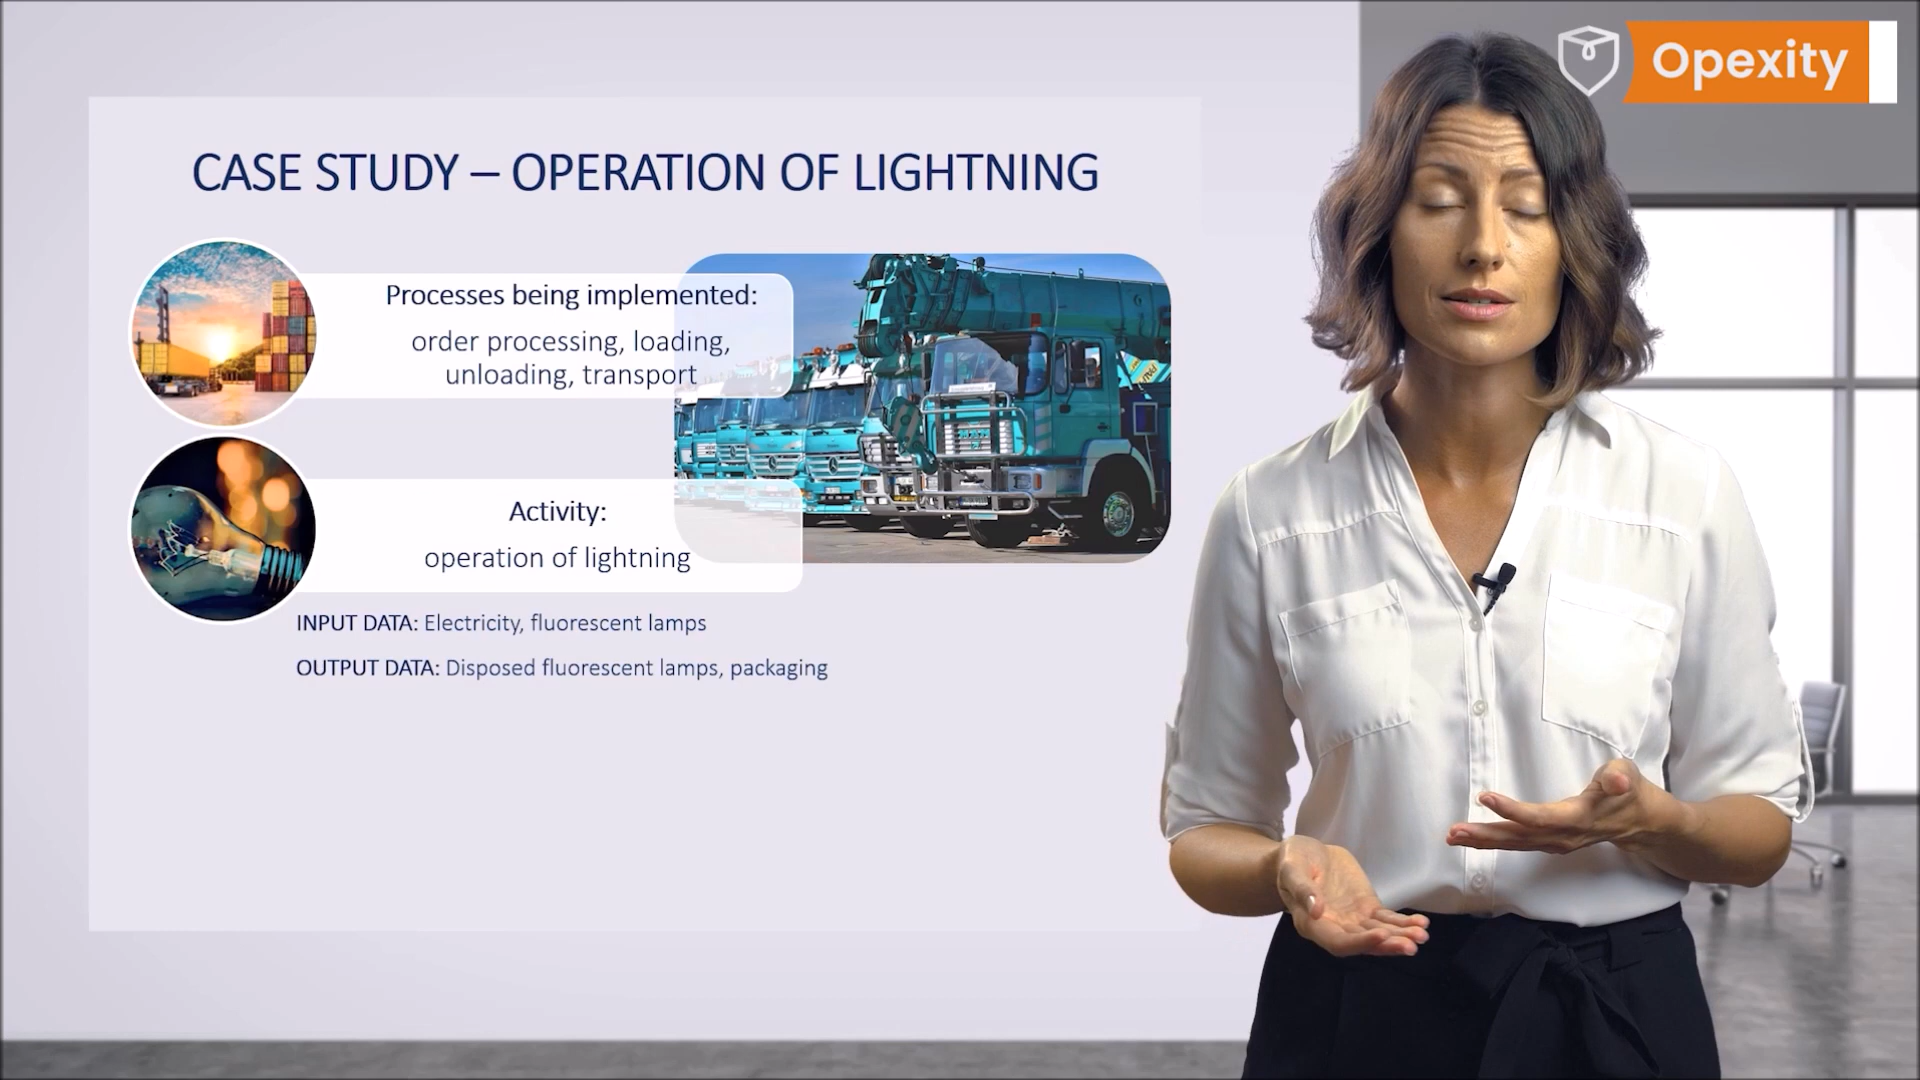 Opexity
CASE STUDY – OPERATION OF LIGHTNING
Processes being implemented:
order processing, loading,
unloading, transport
Activity:
operation of lightning
INPUT DATA: Electricity, fluorescent lamps
OUTPUT DATA: Disposed fluorescent lamps, packaging